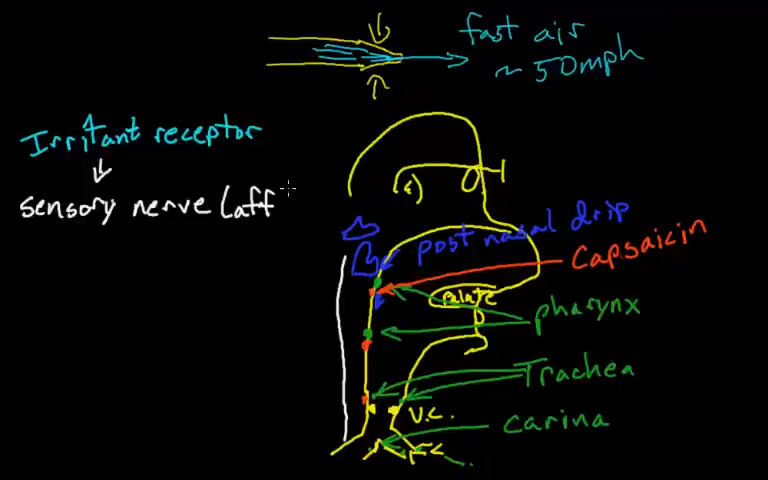 fast air
~ 50mph
Irritant receptor
sensory nerve (aff
post nasal drip
Capsaicin
palate
pharynx
Trachea
V.C.
carina